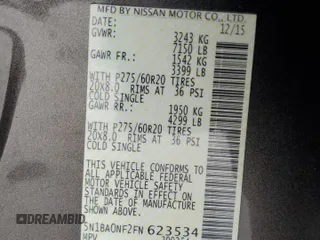 MFD BY NISSAN MOTOR CO., LTD.
12/15
GVWR: 3243 KG
7150 LB
GAWR FR.: 1542 KG
3399 LB
WITH P275/60R20 TIRES
20X8.0 RIMS AT 36 PSI
COLD SINGLE
GAWR RR.: 1950 KG
4299 LB
WITH P275/60R20 TIRES
20X8.0 RIMS AT 36 PSI
COLD SINGLE
THIS VEHICLE CONFORMS TO
ALL APPLICABLE FEDERAL
MOTOR VEHICLE SAFETY
STANDARDS IN EFFECT ON
THE DATE OF MANUFACTURE
SHOWN ABOVE
5N1BA0NF2FN 623534
MPV
DREAMBID